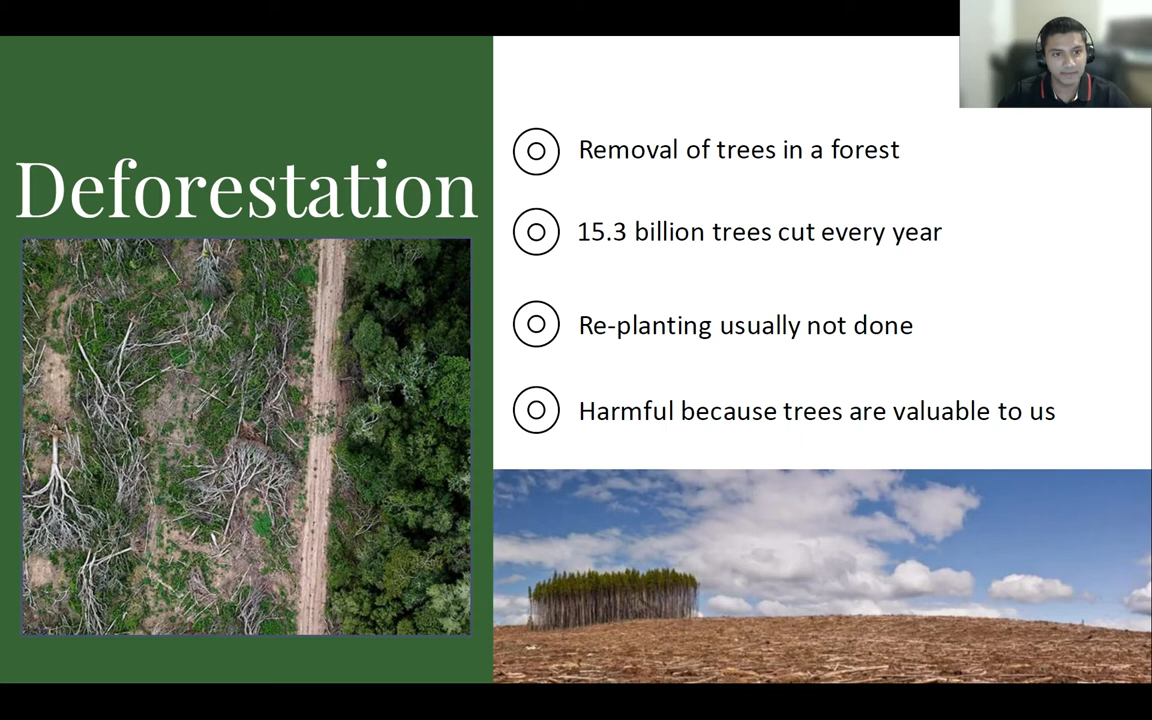 Deforestation
Removal of trees in a forest
15.3 billion trees cut every year
Re-planting usually not done
Harmful because trees are valuable to us